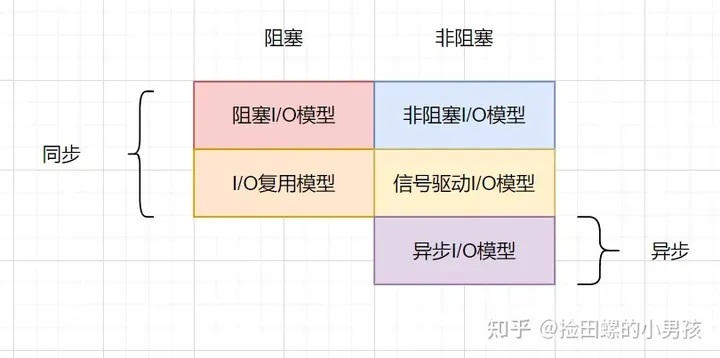 阻塞 非阻塞
阻塞I/O模型 非阻塞I/O模型
同步
I/O复用模型 信号驱动I/O模型
异步I/O模型 异步
知乎 @捡田螺的小男孩